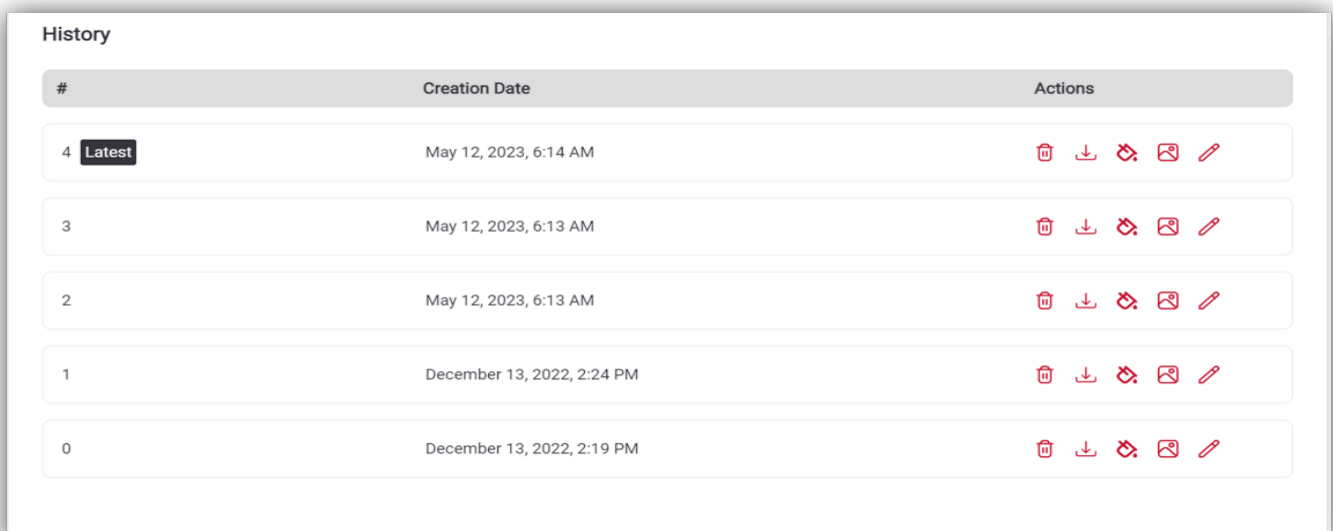 History
# Creation Date Actions
4 Latest May 12, 2023, 6:14 AM
3 May 12, 2023, 6:13 AM
2 May 12, 2023, 6:13 AM
1 December 13, 2022, 2:24 PM
0 December 13, 2022, 2:19 PM